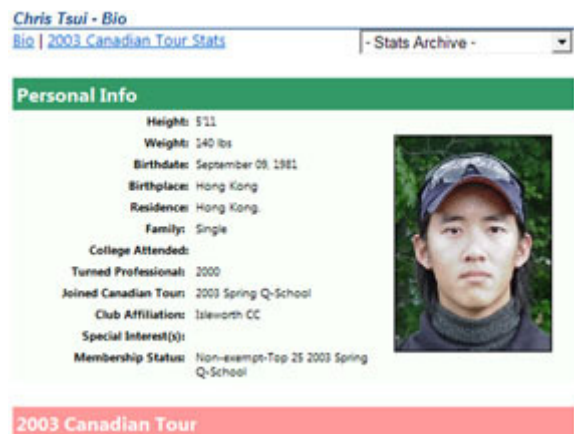 Chris Tsui - Bio
Bio | 2003 Canadian Tour Stats
- Stats Archive -
Personal Info
Height: 5'11
Weight: 140 lbs
Birthdate: September 09, 1981
Birthplace: Hong Kong
Residence: Hong Kong.
Family: Single
College Attended:
Turned Professional: 2000
Joined Canadian Tour: 2003 Spring Q-School
Club Affiliation: Isleworth CC
Special Interest(s):
Membership Status: Non-exempt-Top 25 2003 Spring
Q-School
2003 Canadian Tour